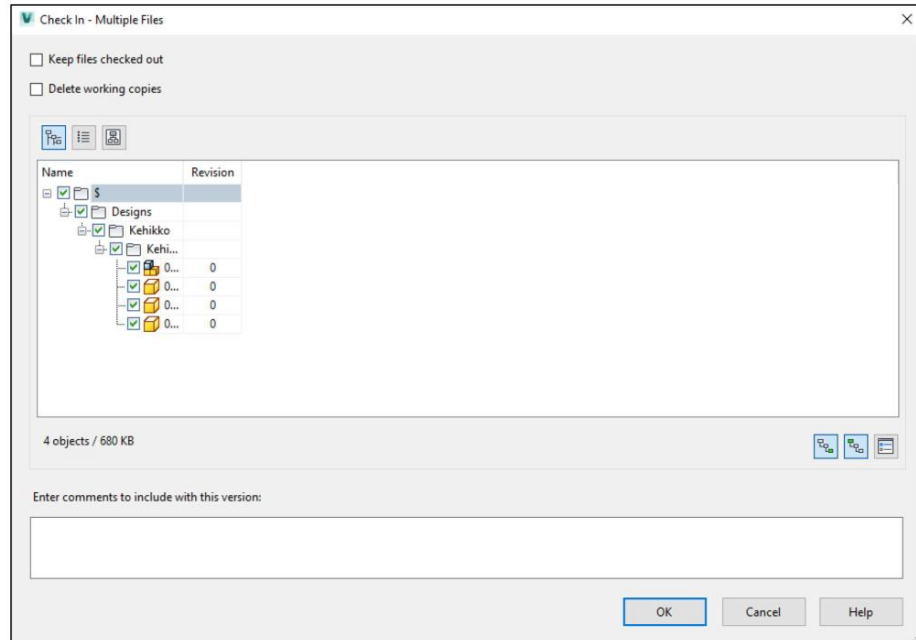 Check In - Multiple Files
Keep files checked out
Delete working copies
Name Revision
$
Designs
Kehikko
Kehi...
0... 0
0... 0
0... 0
0... 0
4 objects / 680 KB
Enter comments to include with this version:
OK Cancel Help